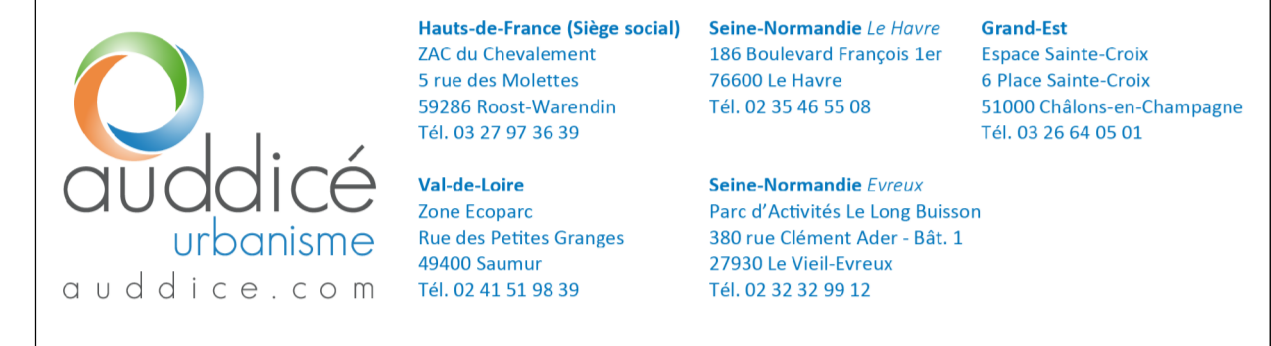 auddicé
urbanisme
auddice.com
Hauts-de-France (Siège social)
ZAC du Chevalement
5 rue des Molettes
59286 Roost-Warendin
Tél. 03 27 97 36 39
Seine-Normandie Le Havre
186 Boulevard François 1er
76600 Le Havre
Tél. 02 35 46 55 08
Grand-Est
Espace Sainte-Croix
6 Place Sainte-Croix
51000 Châlons-en-Champagne
Tél. 03 26 64 05 01
Val-de-Loire
Zone Ecoparc
Rue des Petites Granges
49400 Saumur
Tél. 02 41 51 98 39
Seine-Normandie Evreux
Parc d’Activités Le Long Buisson
380 rue Clément Ader - Bât. 1
27930 Le Vieil-Evreux
Tél. 02 32 32 99 12